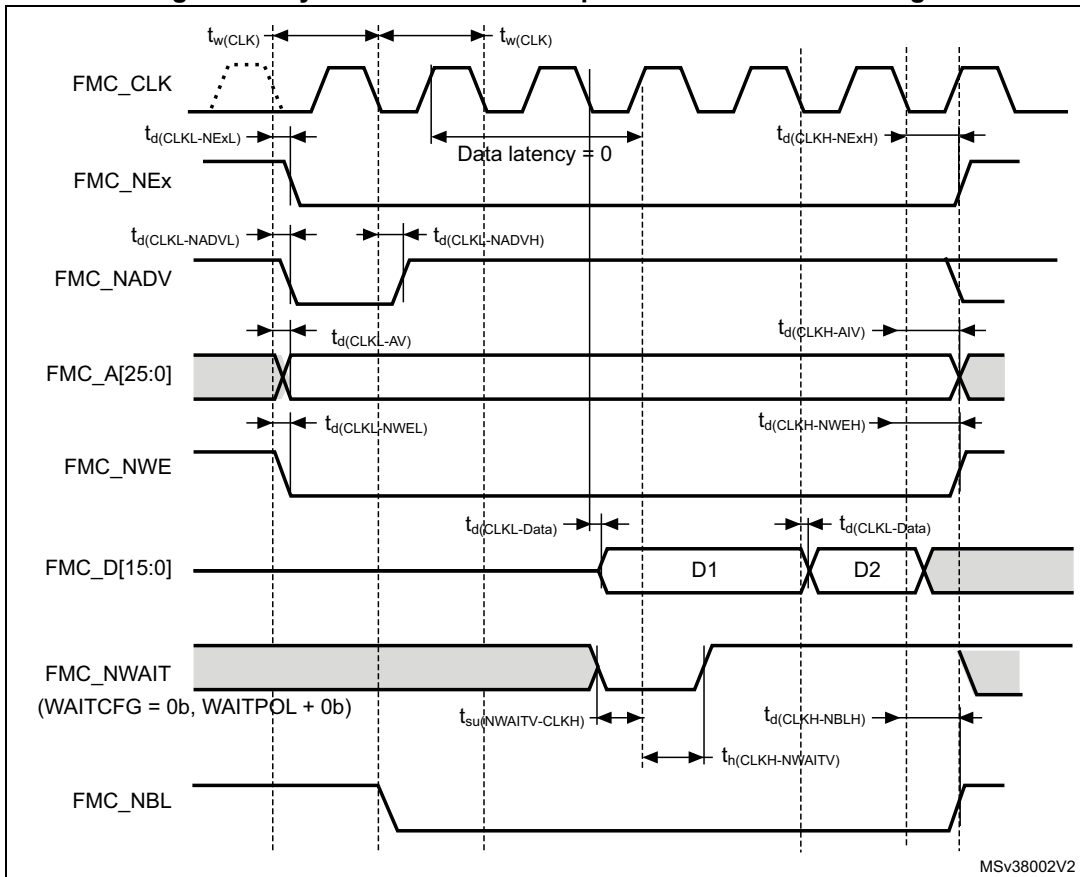 tw(CLK) tw(CLK)
FMC_CLK
td(CLKL-NExL) td(CLKH-NExH)
Data latency = 0
FMC_NEx
td(CLKL-NADVL) td(CLKL-NADVH)
FMC_NADV
td(CLKL-AV) td(CLKH-AIV)
FMC_A[25:0]
td(CLKL-NWEL) td(CLKH-NWEH)
FMC_NWE
td(CLKL-Data) td(CLKL-Data)
FMC_D[15:0] D1 D2
FMC_NWAIT
(WAITCFG = 0b, WAITPOL + 0b)
tsu(NWAITV-CLKH) td(CLKH-NBLH)
th(CLKH-NWAITV)
FMC_NBL
MSv38002V2